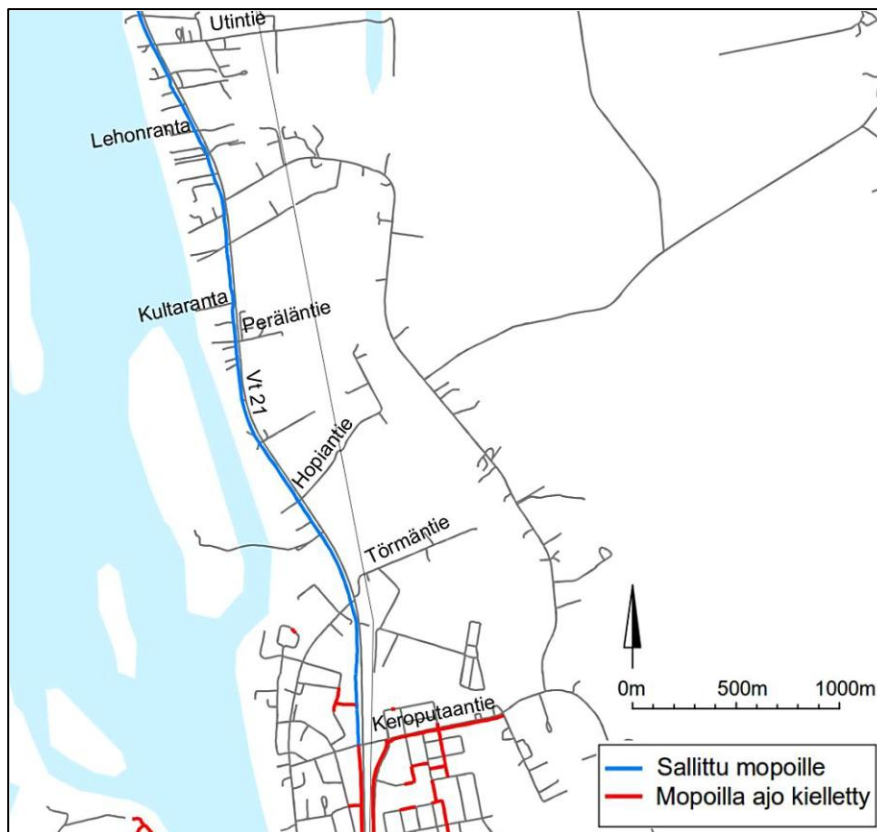 Utintie
Lehonranta
Kultaranta
Peräläntie
Vt 21
Hopiantie
Törmäntie
Keroputaantie
0m 500m 1000m
Sallittu mopoille
Mopoilla ajo kielletty